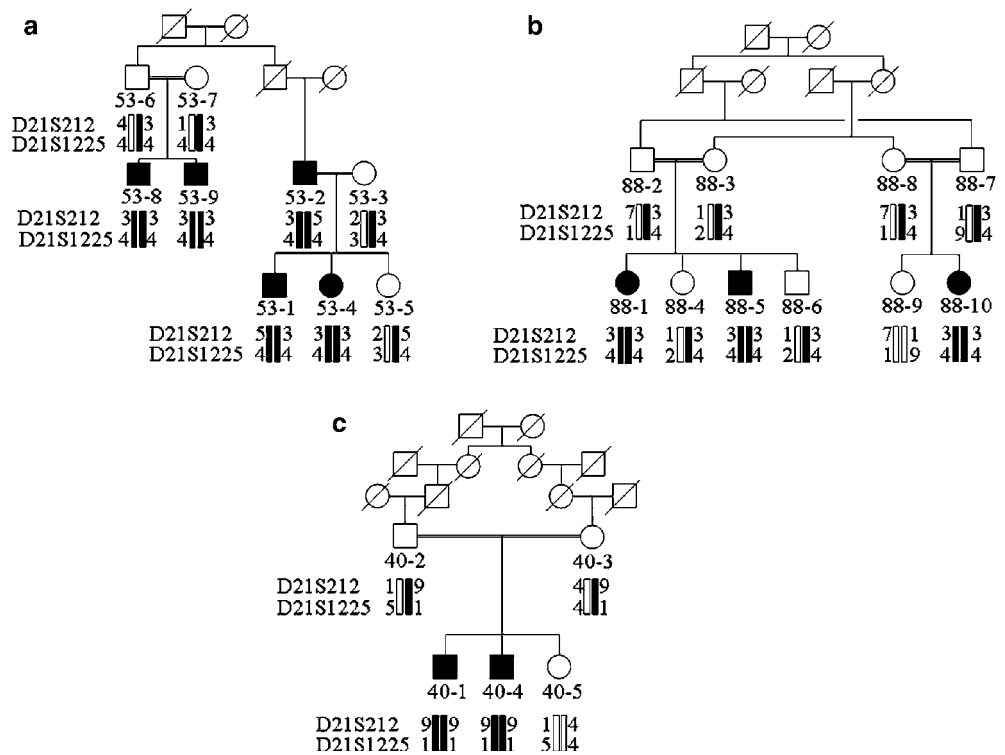 a
53-6 53-7
D21S212 4 3 1 3
D21S1225 4 4 4 4
53-8 53-9 53-2 53-3
D21S212 3 3 3 3 D21S212 3 5 2 3
D21S1225 4 4 4 4 D21S1225 4 4 3 4
53-1 53-4 53-5
D21S212 5 3 3 3 2 5
D21S1225 4 4 4 4 3 4
b
88-2 88-3 88-8 88-7
D21S212 7 3 1 3 D21S212 7 3 1 3
D21S1225 1 4 2 4 D21S1225 1 4 9 4
88-1 88-4 88-5 88-6 88-9 88-10
D21S212 3 3 1 3 3 3 1 3 D21S212 7 1 3 3
D21S1225 4 4 2 4 4 4 2 4 D21S1225 1 9 4 4
c
40-2 40-3
D21S212 1 9 4 9
D21S1225 5 1 4 1
40-1 40-4 40-5
D21S212 9 9 9 9 1 4
D21S1225 1 1 1 1 5 4